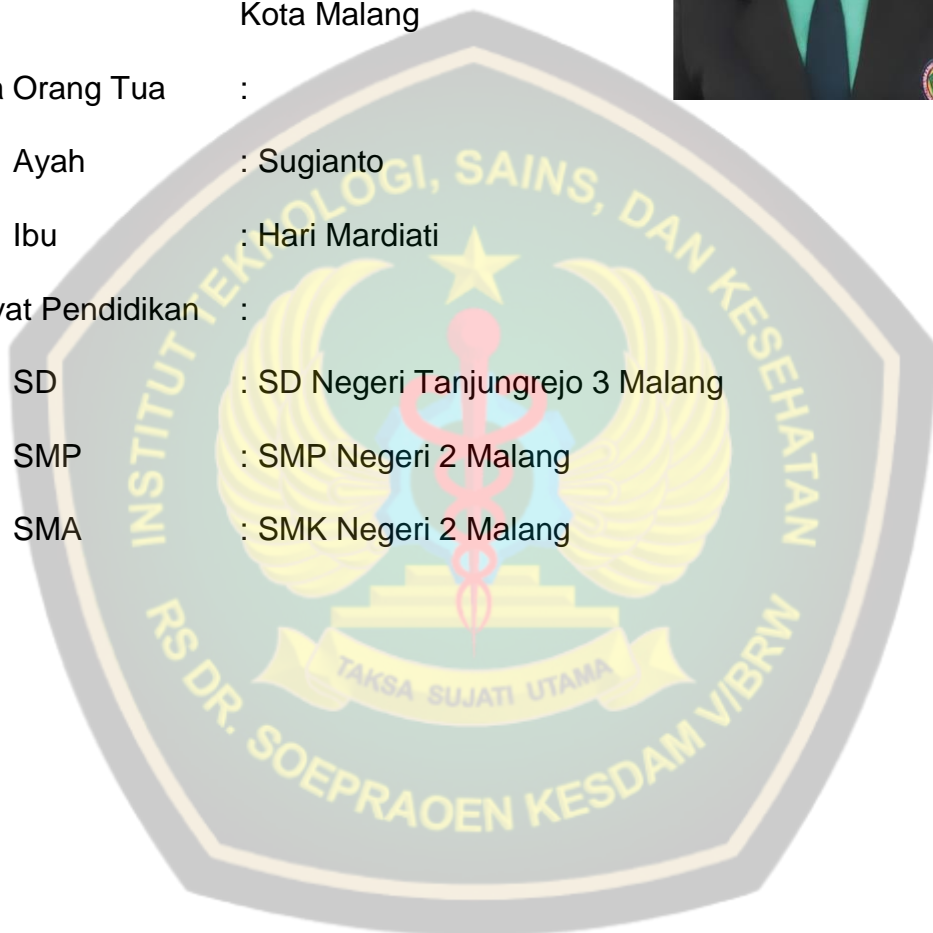 Kota Malang
a Orang Tua :
Ayah : Sugianto
Ibu : Hari Mardiati
yat Pendidikan :
SD : SD Negeri Tanjungrejo 3 Malang
SMP : SMP Negeri 2 Malang
SMA : SMK Negeri 2 Malang
INSTITUT TEKNOLOGI, SAINS, DAN KESEHATAN
TAKSA SUJATI UTAMA
RS DR. SOEPRAOEN KESDAM V/BRW